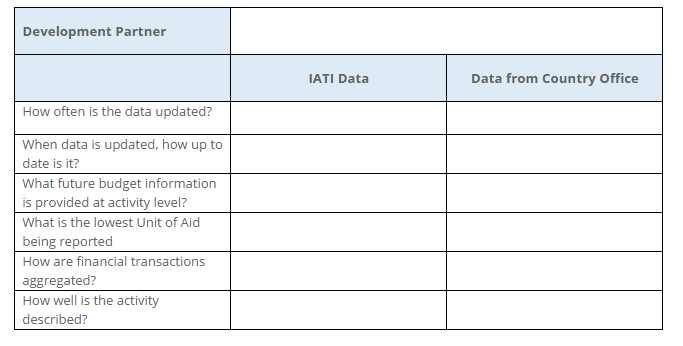 Development Partner
IATI Data
Data from Country Office
How often is the data updated?
When data is updated, how up to
date is it?
What future budget information
is provided at activity level?
What is the lowest Unit of Aid
being reported
How are financial transactions
aggregated?
How well is the activity
described?